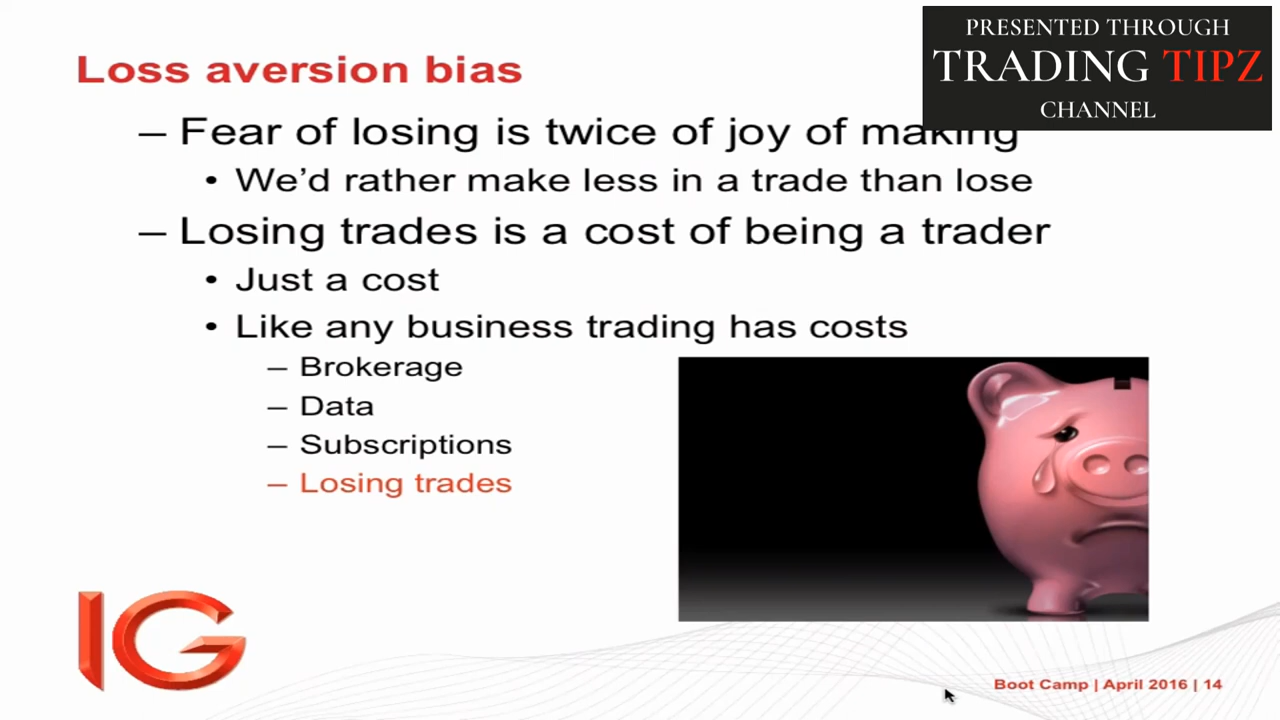 PRESENTED THROUGH
TRADING TIPZ
CHANNEL
Loss aversion bias
– Fear of losing is twice of joy of making
• We'd rather make less in a trade than lose
– Losing trades is a cost of being a trader
• Just a cost
• Like any business trading has costs
– Brokerage
– Data
– Subscriptions
– Losing trades
IG
Boot Camp | April 2016 | 14